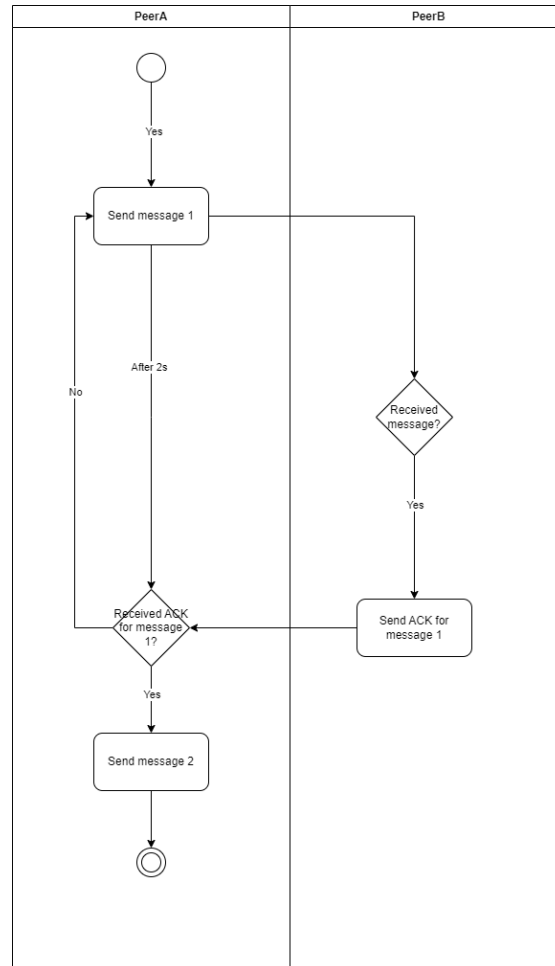 PeerA
PeerB
Yes
Send message 1
After 2s
No
Received
message?
Yes
Received ACK
for message
1?
Send ACK for
message 1
Yes
Send message 2